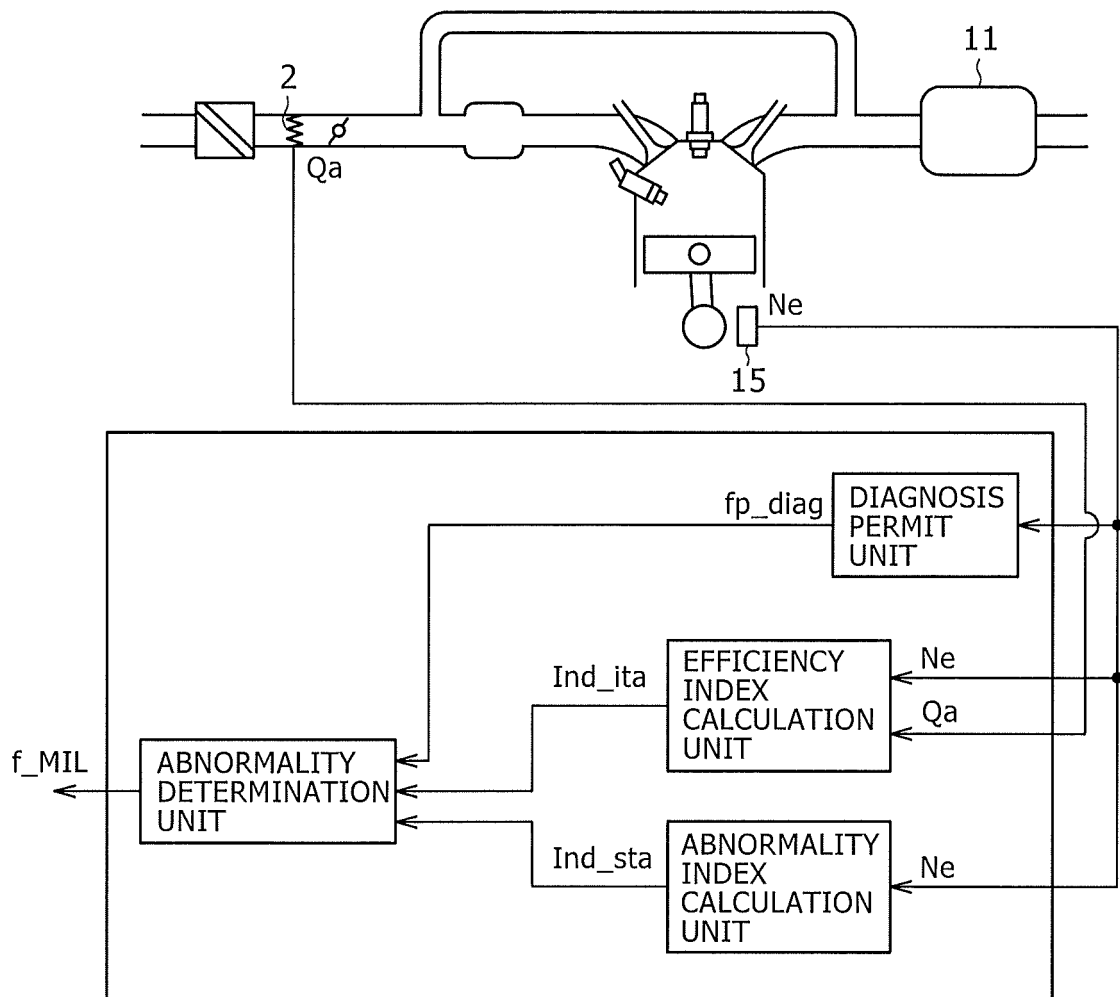 11
2
Qa
Ne
15
fp_diag
DIAGNOSIS
PERMIT
UNIT
Ind_ita
EFFICIENCY
INDEX
CALCULATION
UNIT
Ne
Qa
f_MIL
ABNORMALITY
DETERMINATION
UNIT
Ind_sta
ABNORMALITY
INDEX
CALCULATION
UNIT
Ne